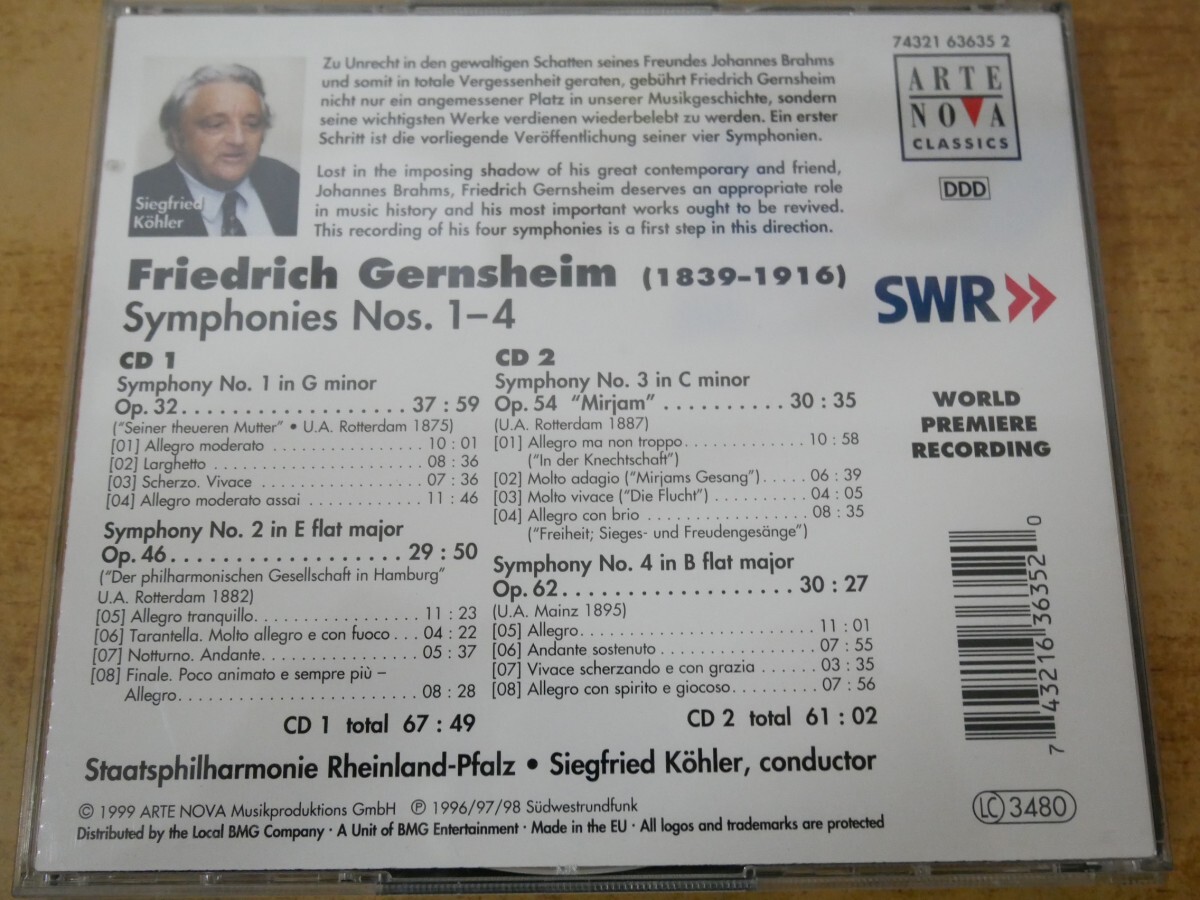 Zu Unrecht in den gewaltigen Schatten seines Freundes Johannes Brahms
und somit in totale Vergessenheit geraten, gebührt Friedrich Gernsheim
nicht nur ein angemessener Platz in unserer Musikgeschichte, sondern
seine wichtigsten Werke verdienen wiederbelebt zu werden. Ein erster
Schritt ist die vorliegende Veröffentlichung seiner vier Symphonien.
Lost in the imposing shadow of his great contemporary and friend,
Johannes Brahms, Friedrich Gernsheim deserves an appropriate role
in music history and his most important works ought to be revived.
This recording of his four symphonies is a first step in this direction.
Siegfried
Köhler
74321 63635 2
ARTE
NOVA
CLASSICS
DDD
Friedrich Gernsheim (1839–1916)
Symphonies Nos. 1–4
SWR
WORLD
PREMIERE
RECORDING
CD 1
Symphony No. 1 in G minor
Op. 32 . . . . . . . . . . . . . . . . . . 37 : 59
("Seiner theueren Mutter" • U.A. Rotterdam 1875)
[01] Allegro moderato . . . . . . . . . . . . . . . . 10 : 01
[02] Larghetto . . . . . . . . . . . . . . . . . . . . . . 08 : 36
[03] Scherzo. Vivace . . . . . . . . . . . . . . . . . 07 : 36
[04] Allegro moderato assai . . . . . . . . . . . . 11 : 46
Symphony No. 2 in E flat major
Op. 46 . . . . . . . . . . . . . . . . . . . 29 : 50
("Der philharmonischen Gesellschaft in Hamburg"
U.A. Rotterdam 1882)
[05] Allegro tranquillo . . . . . . . . . . . . . . . . . 11 : 23
[06] Tarantella. Molto allegro e con fuoco . . . 04 : 22
[07] Notturno. Andante . . . . . . . . . . . . . . . . 05 : 37
[08] Finale. Poco animato e sempre più –
Allegro . . . . . . . . . . . . . . . . . . . . . . . . 08 : 28
CD 1 total 67 : 49
CD 2
Symphony No. 3 in C minor
Op. 54 "Mirjam" . . . . . . . . . . 30 : 35
(U.A. Rotterdam 1887)
[01] Allegro ma non troppo . . . . . . . . . . . . 10 : 58
("In der Knechtschaft")
[02] Molto adagio ("Mirjams Gesang") . . . . . 06 : 39
[03] Molto vivace ("Die Flucht") . . . . . . . . . . 04 : 05
[04] Allegro con brio . . . . . . . . . . . . . . . . . 08 : 35
("Freiheit; Sieges- und Freudengesänge")
Symphony No. 4 in B flat major
Op. 62 . . . . . . . . . . . . . . . . . . . 30 : 27
(U.A. Mainz 1895)
[05] Allegro . . . . . . . . . . . . . . . . . . . . . . . . 11 : 01
[06] Andante sostenuto . . . . . . . . . . . . . . . . 07 : 55
[07] Vivace scherzando e con grazia . . . . . . 03 : 35
[08] Allegro con spirito e giocoso . . . . . . . . . 07 : 56
CD 2 total 61 : 02
7 43216 36352 0
Staatsphilharmonie Rheinland-Pfalz • Siegfried Köhler, conductor
© 1999 ARTE NOVA Musikproduktions GmbH ℗ 1996/97/98 Südwestrundfunk
Distributed by the Local BMG Company · A Unit of BMG Entertainment · Made in the EU · All logos and trademarks are protected
LC 3480